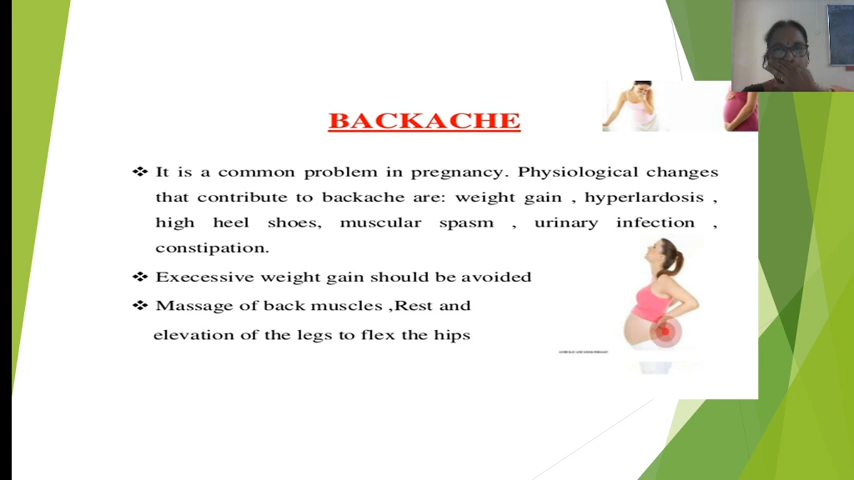 BACKACHE
❖ It is a common problem in pregnancy. Physiological changes
that contribute to backache are: weight gain , hyperlardosis ,
high heel shoes, muscular spasm , urinary infection ,
constipation.
❖ Execessive weight gain should be avoided
❖ Massage of back muscles ,Rest and
elevation of the legs to flex the hips